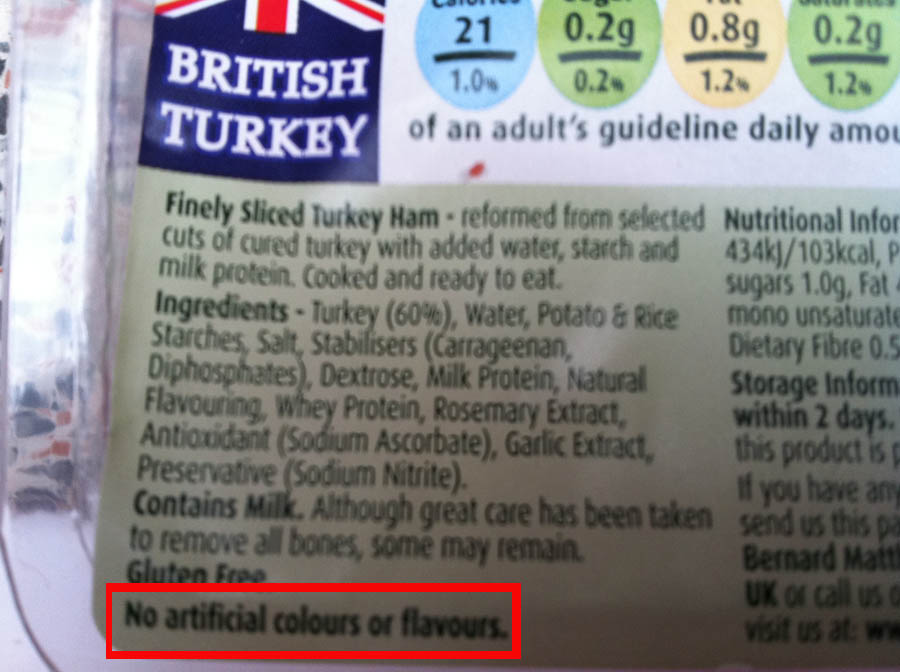 BRITISH
TURKEY
Calories
21
1.0%
0.2g
0.2%
Fat
0.8g
1.2%
0.2g
1.2%
of an adult's guideline daily amou
Finely Sliced Turkey Ham - reformed from selected
cuts of cured turkey with added water, starch and
milk protein. Cooked and ready to eat.
Ingredients - Turkey (60%), Water, Potato & Rice
Starches, Salt, Stabilisers (Carrageenan,
Diphosphates), Dextrose, Milk Protein, Natural
Flavouring, Whey Protein, Rosemary Extract,
Antioxidant (Sodium Ascorbate), Garlic Extract,
Preservative (Sodium Nitrite).
Contains Milk. Although great care has been taken
to remove all bones, some may remain.
Gluten Free
No artificial colours or flavours.
Nutritional Infor
434kJ/103kcal, P
sugars 1.0g, Fat
mono unsaturate
Dietary Fibre 0.5
Storage Inform
within 2 days.
this product is p
If you have any
send us this pa
Bernard Matt
UK or call us o
visit us at: ww